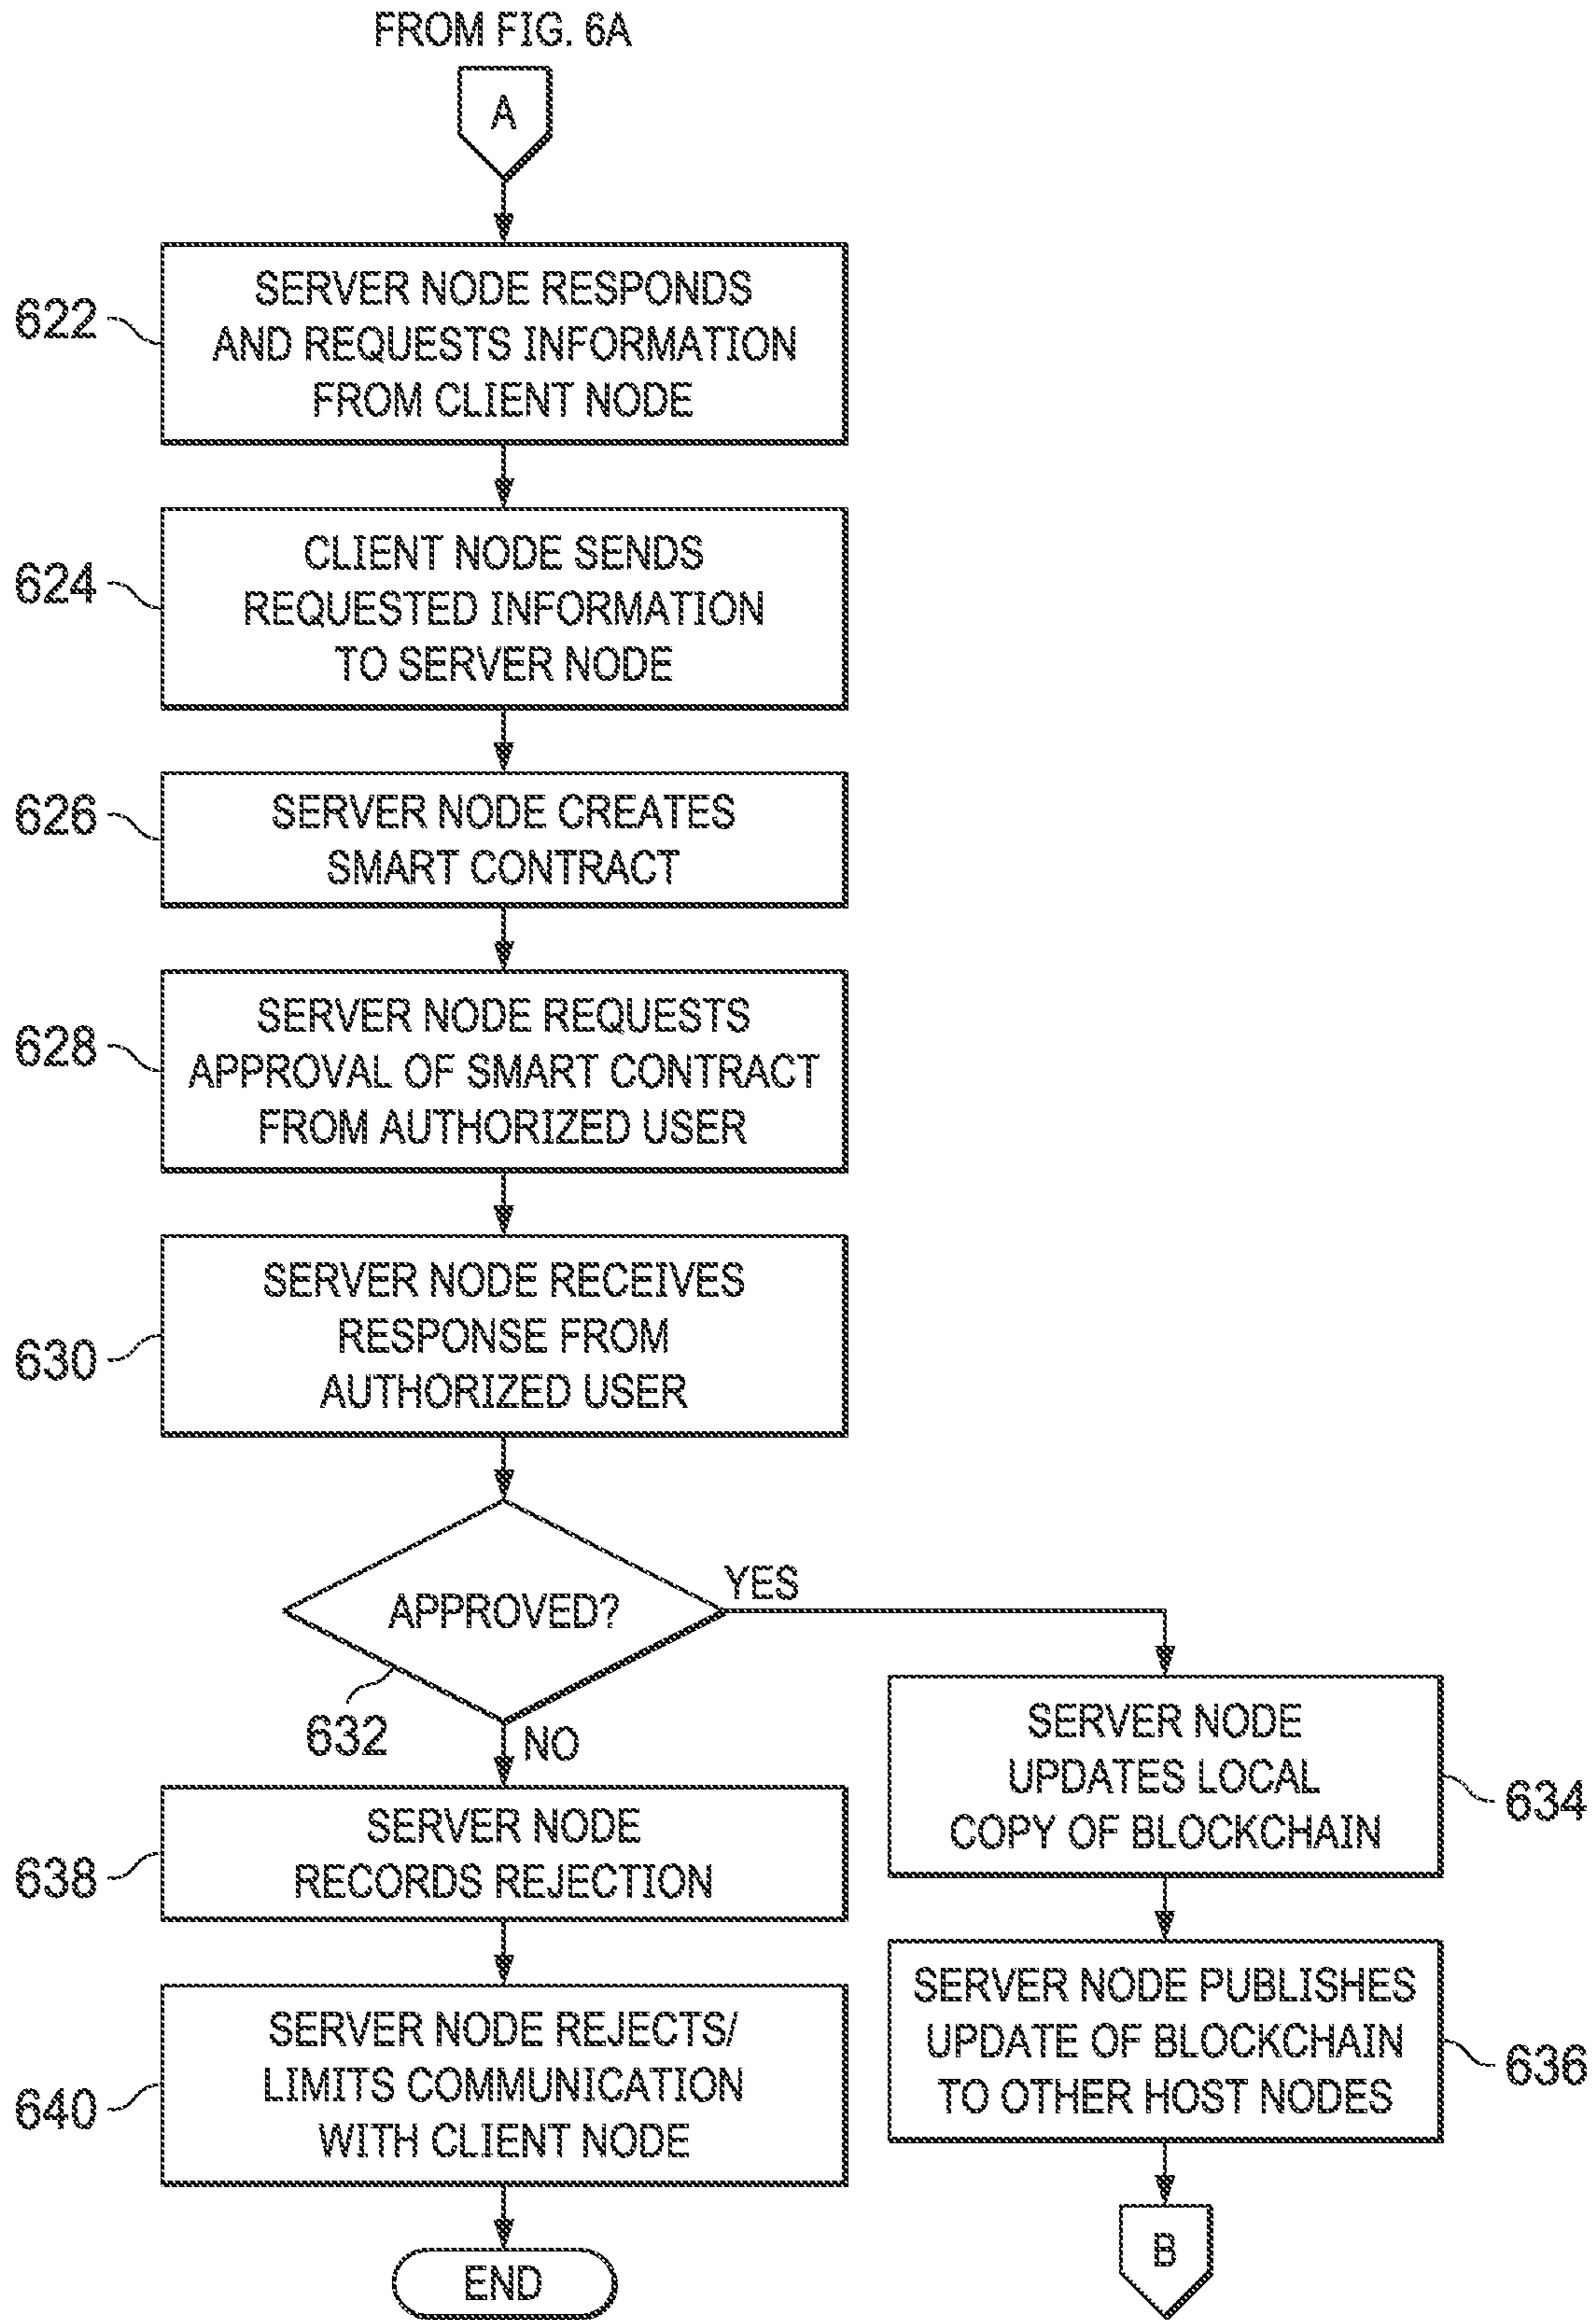 FROM FIG. 6A
A
622
SERVER NODE RESPONDS
AND REQUESTS INFORMATION
FROM CLIENT NODE
624
CLIENT NODE SENDS
REQUESTED INFORMATION
TO SERVER NODE
626
SERVER NODE CREATES
SMART CONTRACT
628
SERVER NODE REQUESTS
APPROVAL OF SMART CONTRACT
FROM AUTHORIZED USER
630
SERVER NODE RECEIVES
RESPONSE FROM
AUTHORIZED USER
APPROVED?
632
YES
NO
634
SERVER NODE
UPDATES LOCAL
COPY OF BLOCKCHAIN
636
SERVER NODE PUBLISHES
UPDATE OF BLOCKCHAIN
TO OTHER HOST NODES
B
638
SERVER NODE
RECORDS REJECTION
640
SERVER NODE REJECTS/
LIMITS COMMUNICATION
WITH CLIENT NODE
END